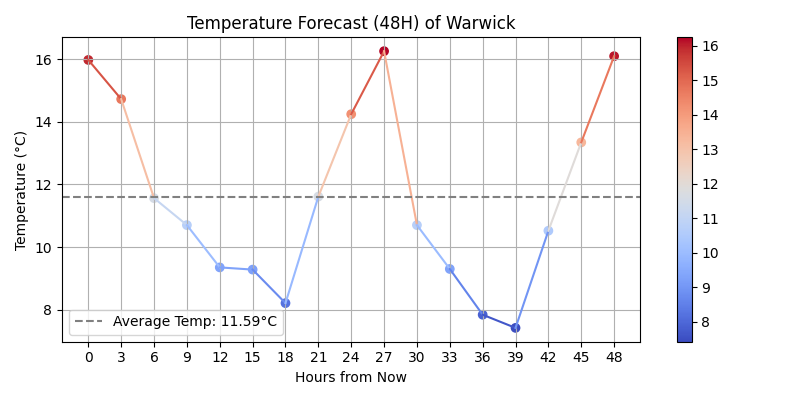 Temperature Forecast (48H) of Warwick
Temperature (°C)
16
14
12
10
8
Average Temp: 11.59°C
0 3 6 9 12 15 18 21 24 27 30 33 36 39 42 45 48
Hours from Now
16
15
14
13
12
11
10
9
8